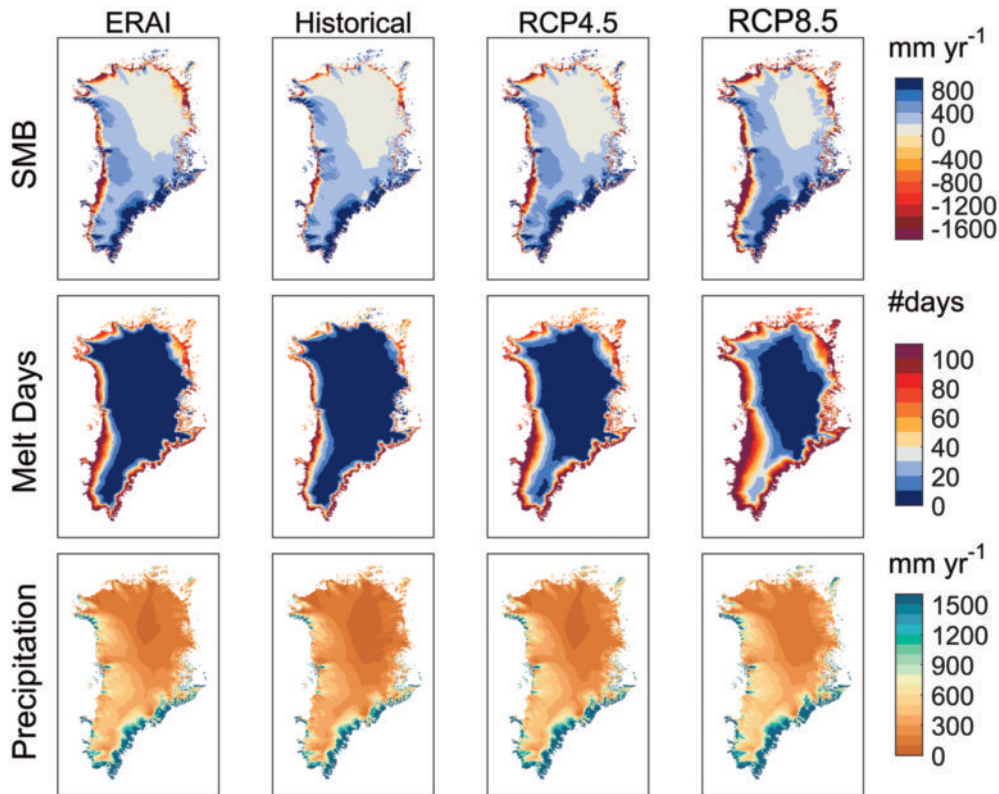 ERAI Historical RCP4.5 RCP8.5
mm yr⁻¹
SMB
800
400
0
-400
-800
-1200
-1600
#days
Melt Days
100
80
60
40
20
0
mm yr⁻¹
Precipitation
1500
1200
900
600
300
0